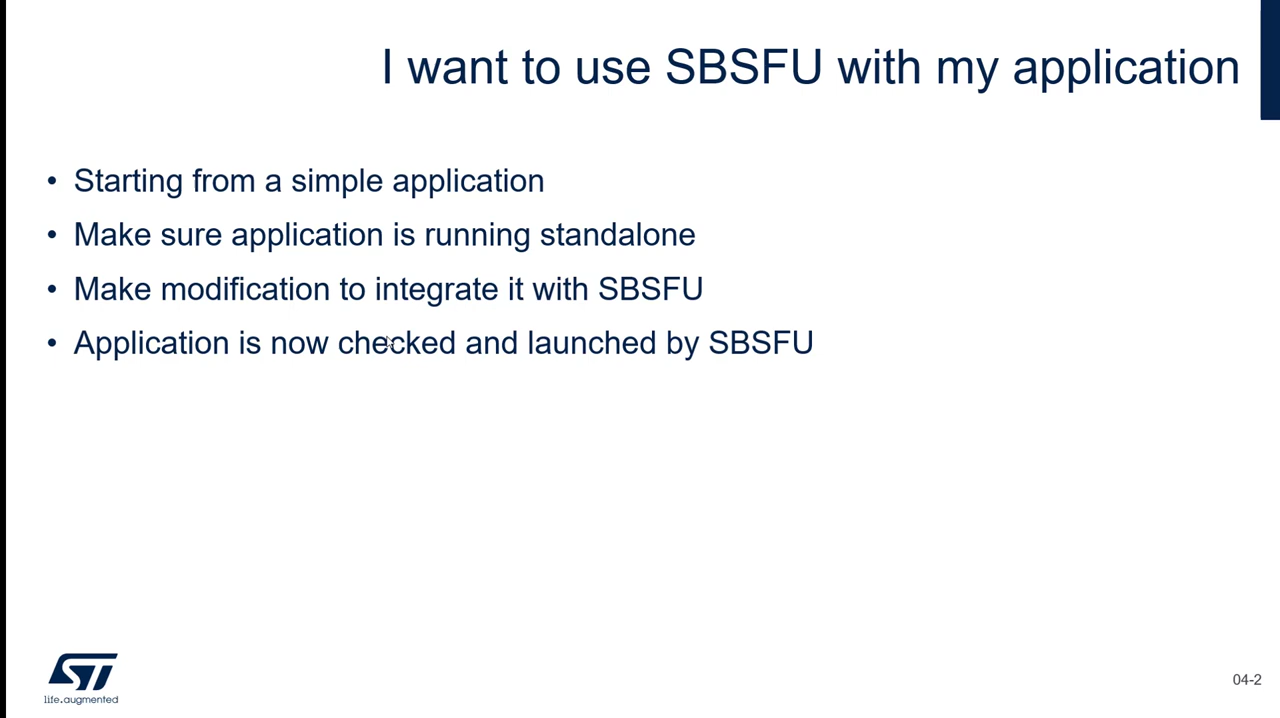 I want to use SBSFU with my application
• Starting from a simple application
• Make sure application is running standalone
• Make modification to integrate it with SBSFU
• Application is now checked and launched by SBSFU
ST
life.augmented
04-2